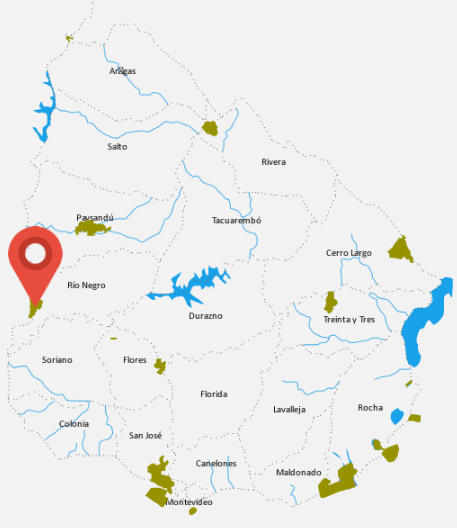 Artigas
Salto
Rivera
Paysandú
Tacuarembó
Cerro Largo
Río Negro
Durazno
Treinta y Tres
Soriano
Flores
Florida
Lavalleja
Rocha
Colonia
San José
Canelones
Maldonado
Montevideo